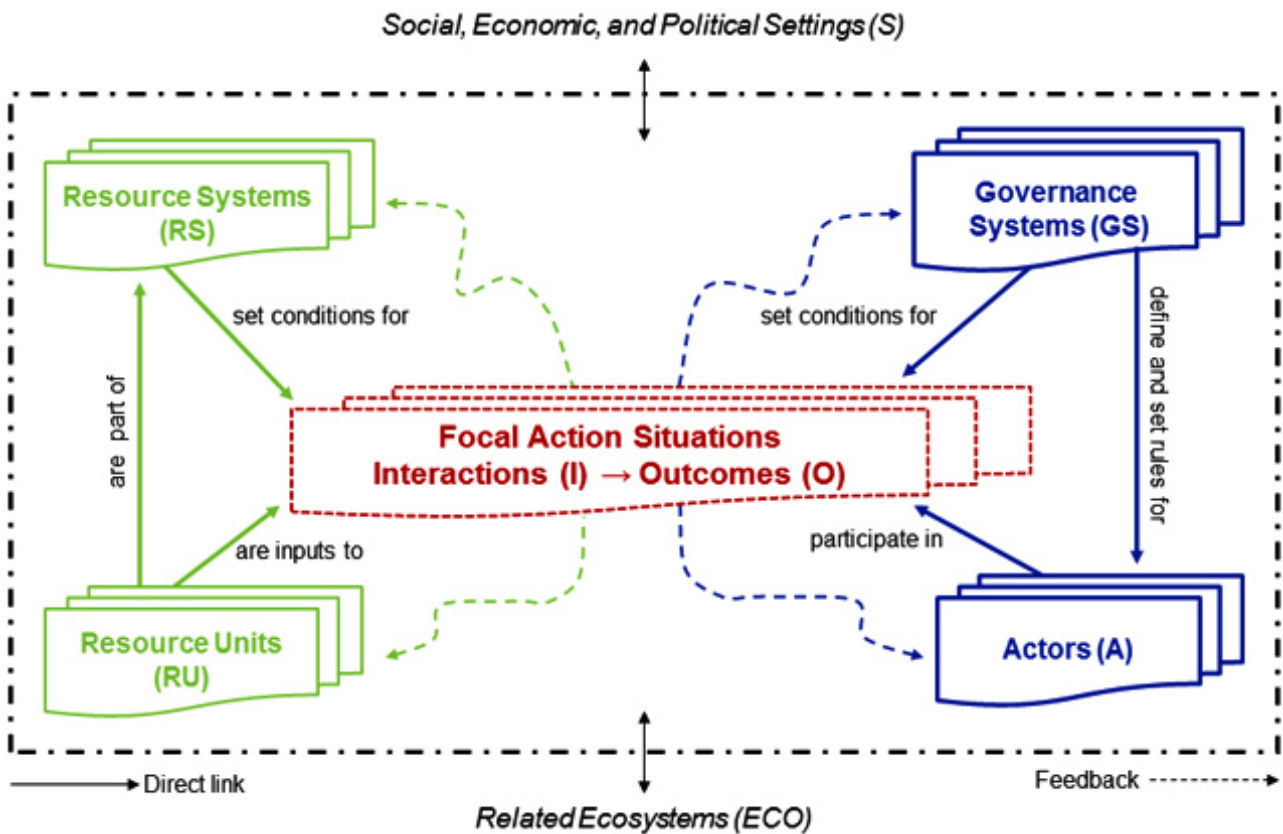 Social, Economic, and Political Settings (S)
Resource Systems
(RS)
Governance
Systems (GS)
set conditions for
set conditions for
are part of
define and set rules for
Focal Action Situations
Interactions (I) → Outcomes (O)
are inputs to
participate in
Resource Units
(RU)
Actors (A)
Direct link
Feedback
Related Ecosystems (ECO)